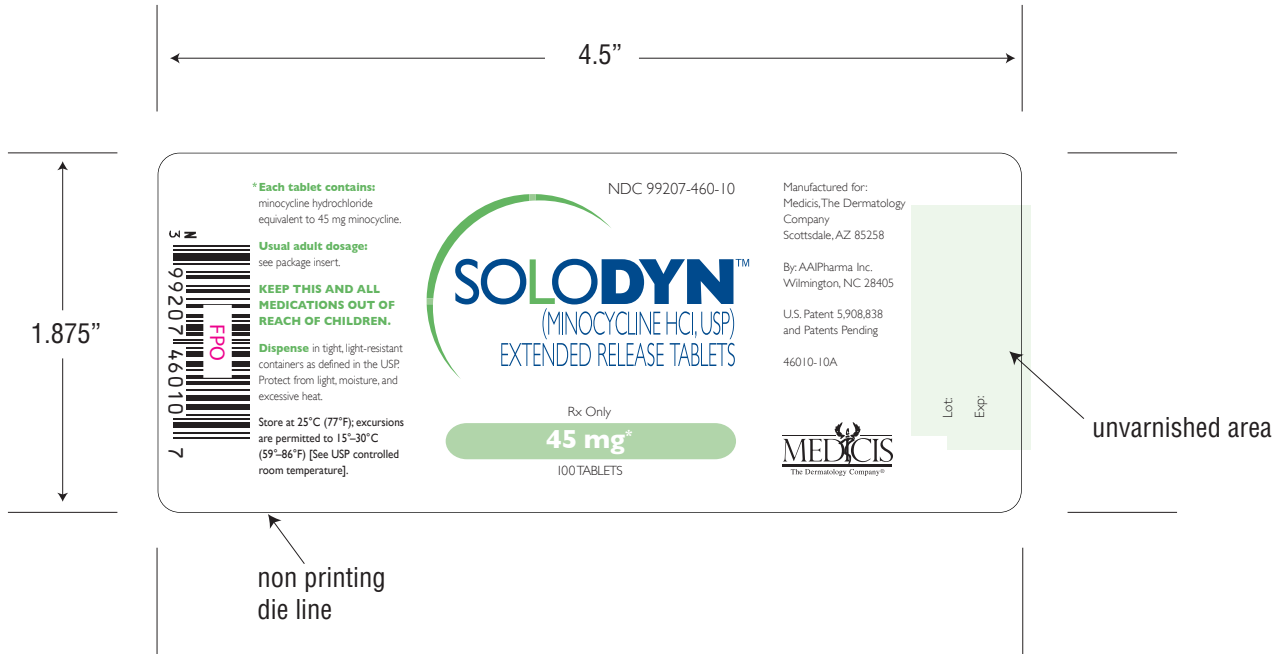 4.5”
1.875”
N
3
99207 46010
7
FPO
*Each tablet contains:
minocycline hydrochloride
equivalent to 45 mg minocycline.
Usual adult dosage:
see package insert.
KEEP THIS AND ALL
MEDICATIONS OUT OF
REACH OF CHILDREN.
Dispense in tight, light-resistant
containers as defined in the USP.
Protect from light, moisture, and
excessive heat.
Store at 25°C (77°F); excursions
are permitted to 15°–30°C
(59°–86°F) [See USP controlled
room temperature].
NDC 99207-460-10
SOLODYN™
(MINOCYCLINE HCl, USP)
EXTENDED RELEASE TABLETS
Rx Only
45 mg*
100 TABLETS
Manufactured for:
Medicis, The Dermatology
Company
Scottsdale, AZ 85258
By: AAIPharma Inc.
Wilmington, NC 28405
U.S. Patent 5,908,838
and Patents Pending
46010-10A
MEDICIS
The Dermatology Company®
Lot:
Exp:
unvarnished area
non printing
die line